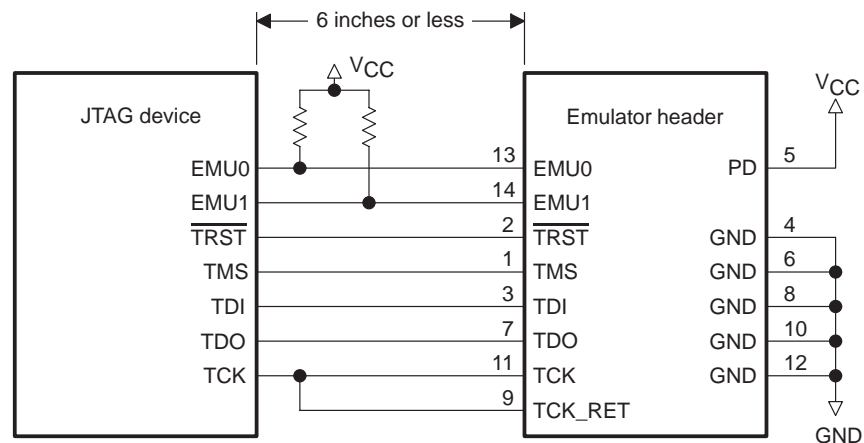 6 inches or less
VCC
VCC
JTAG device
Emulator header
EMU0 13 EMU0 PD 5
EMU1 14 EMU1
TRST 2 TRST GND 4
TMS 1 TMS GND 6
TDI 3 TDI GND 8
TDO 7 TDO GND 10
TCK 11 TCK GND 12
9 TCK_RET
GND